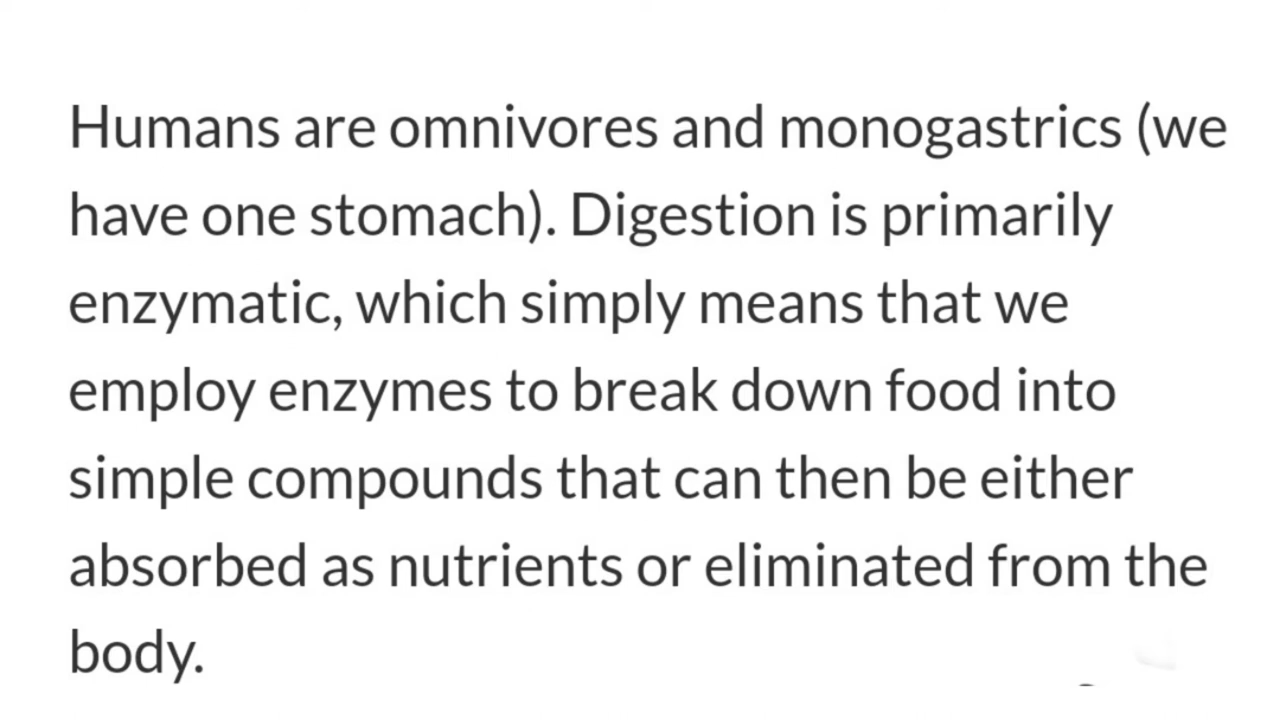 Humans are omnivores and monogastrics (we
have one stomach). Digestion is primarily
enzymatic, which simply means that we
employ enzymes to break down food into
simple compounds that can then be either
absorbed as nutrients or eliminated from the
body.